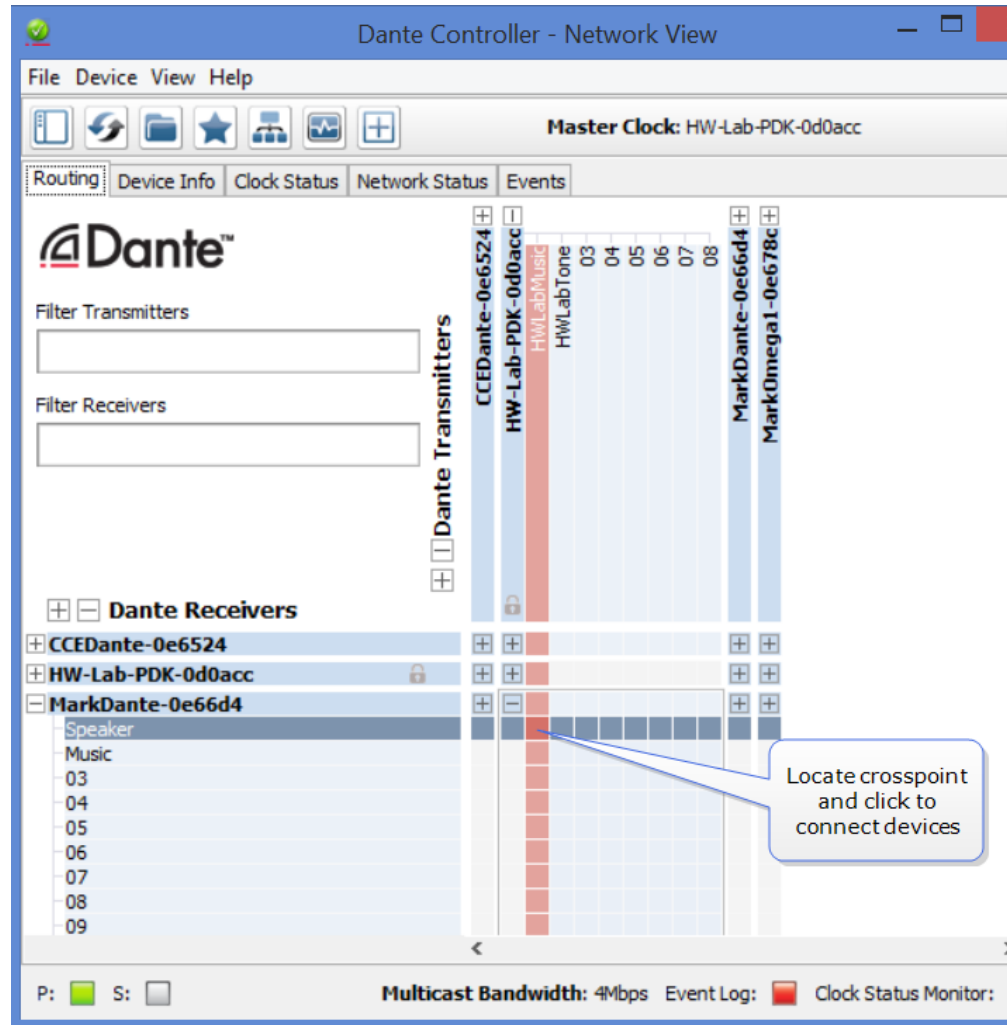 Dante Controller - Network View
File Device View Help
Master Clock: HW-Lab-PDK-0d0acc
Routing Device Info Clock Status Network Status Events
Dante™
Filter Transmitters
Filter Receivers
Dante Transmitters
CCEDante-0e6524
HW-Lab-PDK-0d0acc
HWLabMusic
HWLabTone
03
04
05
06
07
08
MarkDante-0e66d4
MarkOmega1-0e678c
Dante Receivers
CCEDante-0e6524
HW-Lab-PDK-0d0acc
MarkDante-0e66d4
Speaker
Music
03
04
05
06
07
08
09
Locate crosspoint
and click to
connect devices
P: S: Multicast Bandwidth: 4Mbps Event Log: Clock Status Monitor: